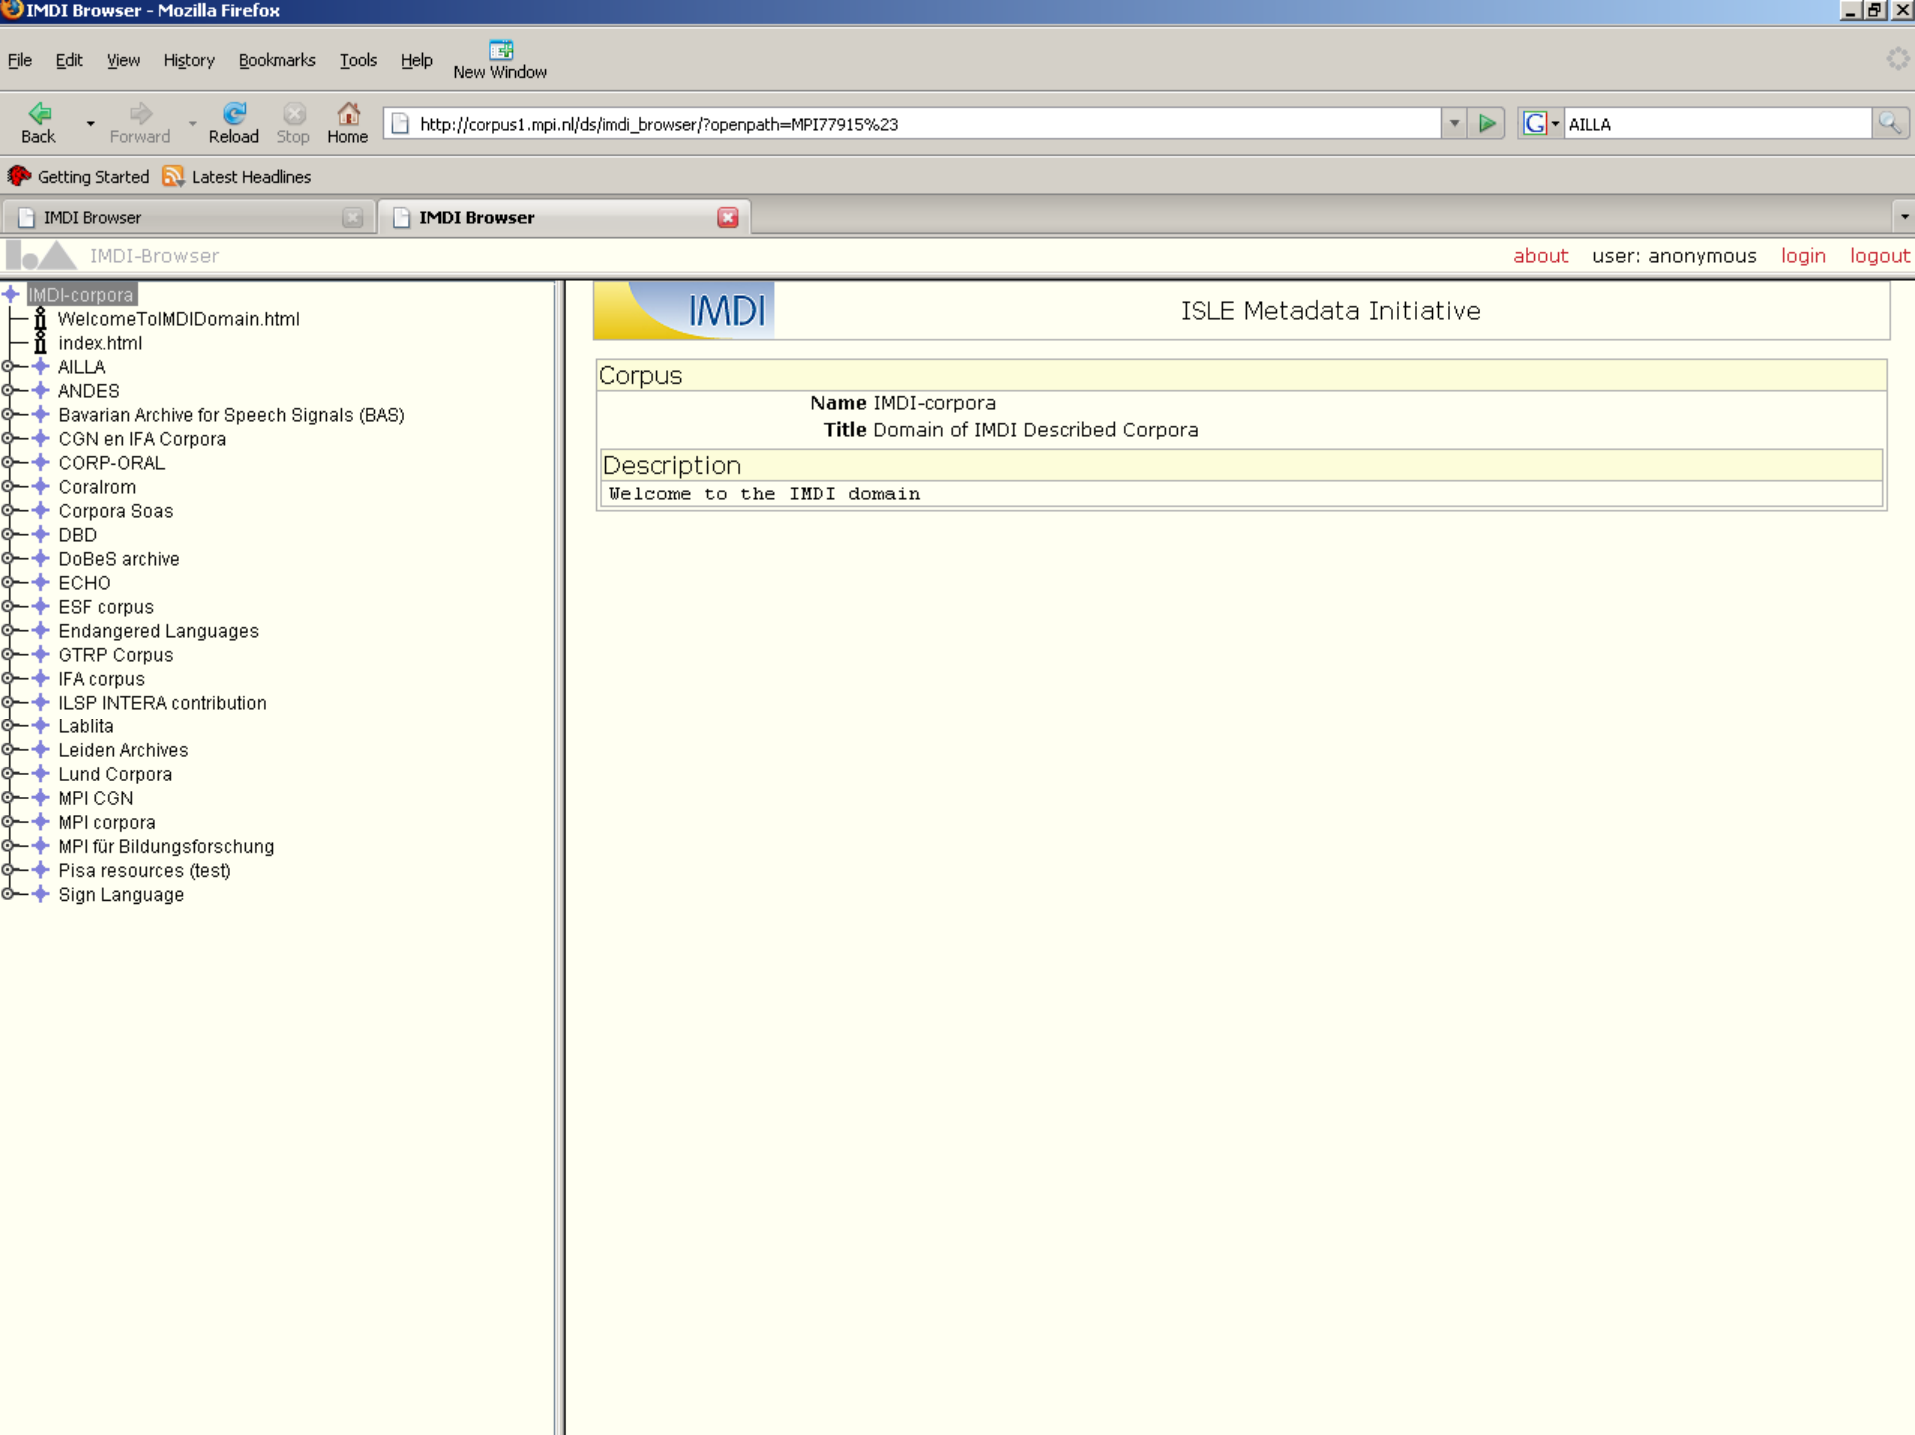 IMDI Browser - Mozilla Firefox
File Edit View History Bookmarks Tools Help New Window
Back Forward Reload Stop Home http://corpus1.mpi.nl/ds/imdi_browser/?openpath=MPI77915%23 G AILLA
Getting Started Latest Headlines
IMDI Browser IMDI Browser
IMDI-Browser about user: anonymous login logout
IMDI-corpora
WelcomeToIMDIDomain.html
index.html
AILLA
ANDES
Bavarian Archive for Speech Signals (BAS)
CGN en IFA Corpora
CORP-ORAL
Coralrom
Corpora Soas
DBD
DoBeS archive
ECHO
ESF corpus
Endangered Languages
GTRP Corpus
IFA corpus
ILSP INTERA contribution
Lablita
Leiden Archives
Lund Corpora
MPI CGN
MPI corpora
MPI für Bildungsforschung
Pisa resources (test)
Sign Language
IMDI ISLE Metadata Initiative
Corpus
Name IMDI-corpora
Title Domain of IMDI Described Corpora
Description
Welcome to the IMDI domain